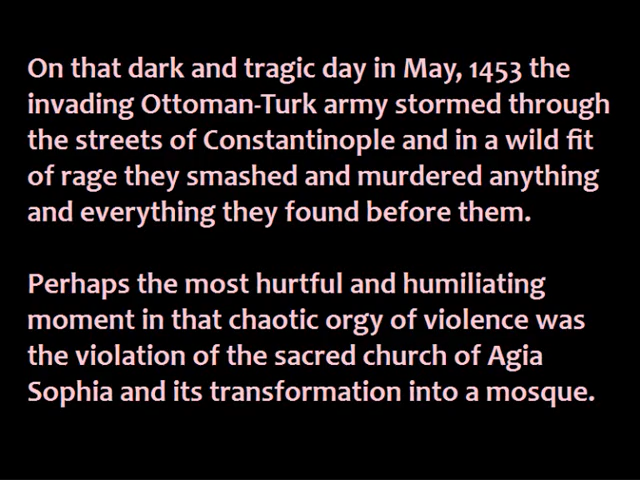 On that dark and tragic day in May, 1453 the
invading Ottoman-Turk army stormed through
the streets of Constantinople and in a wild fit
of rage they smashed and murdered anything
and everything they found before them.
Perhaps the most hurtful and humiliating
moment in that chaotic orgy of violence was
the violation of the sacred church of Agia
Sophia and its transformation into a mosque.